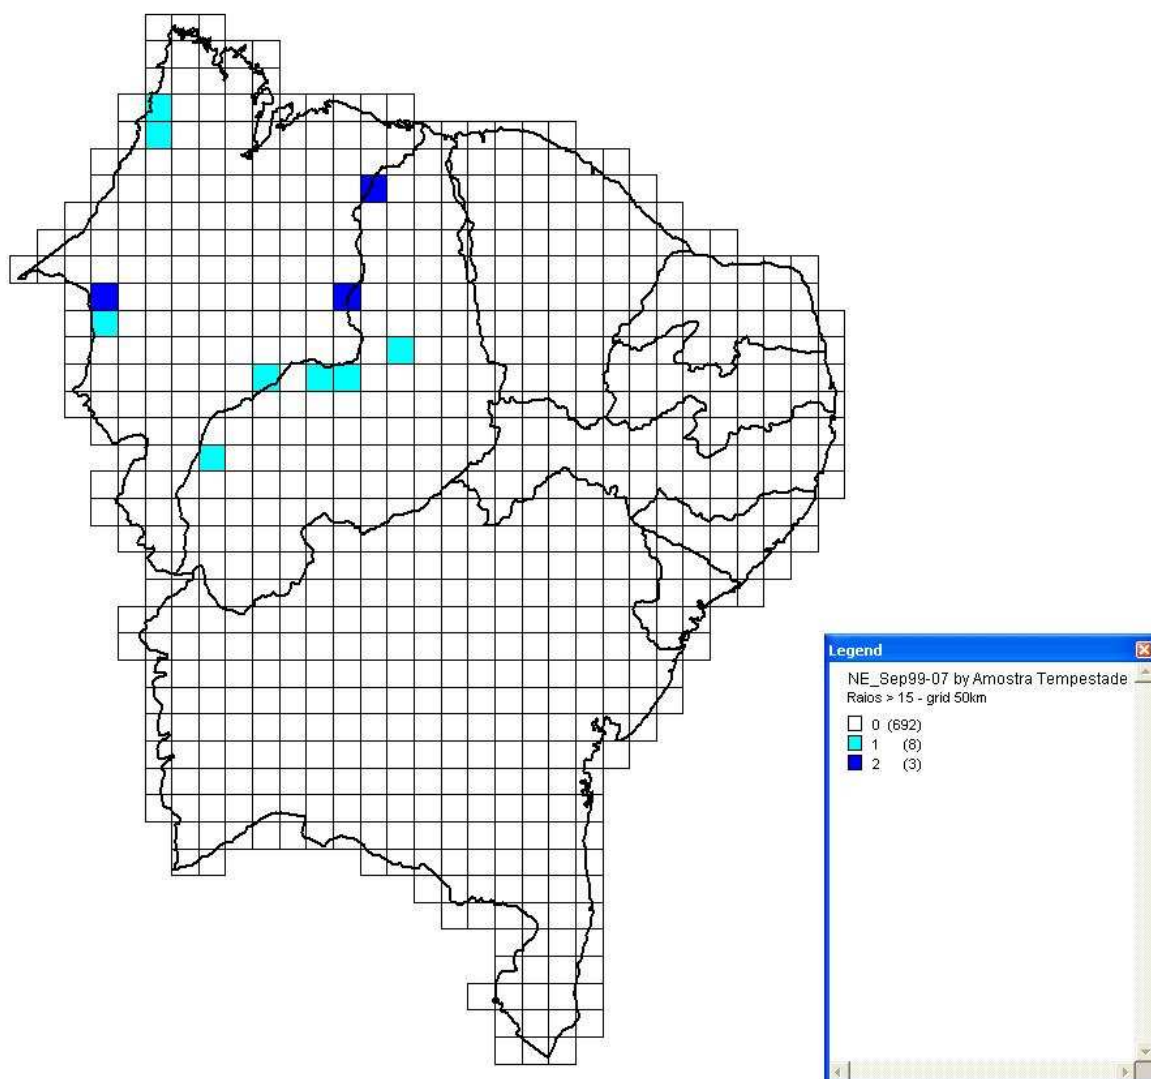 Legend
NE_Sep99-07 by Amostra Tempestade
Raios > 15 - grid 50km
0 (692)
1 (8)
2 (3)